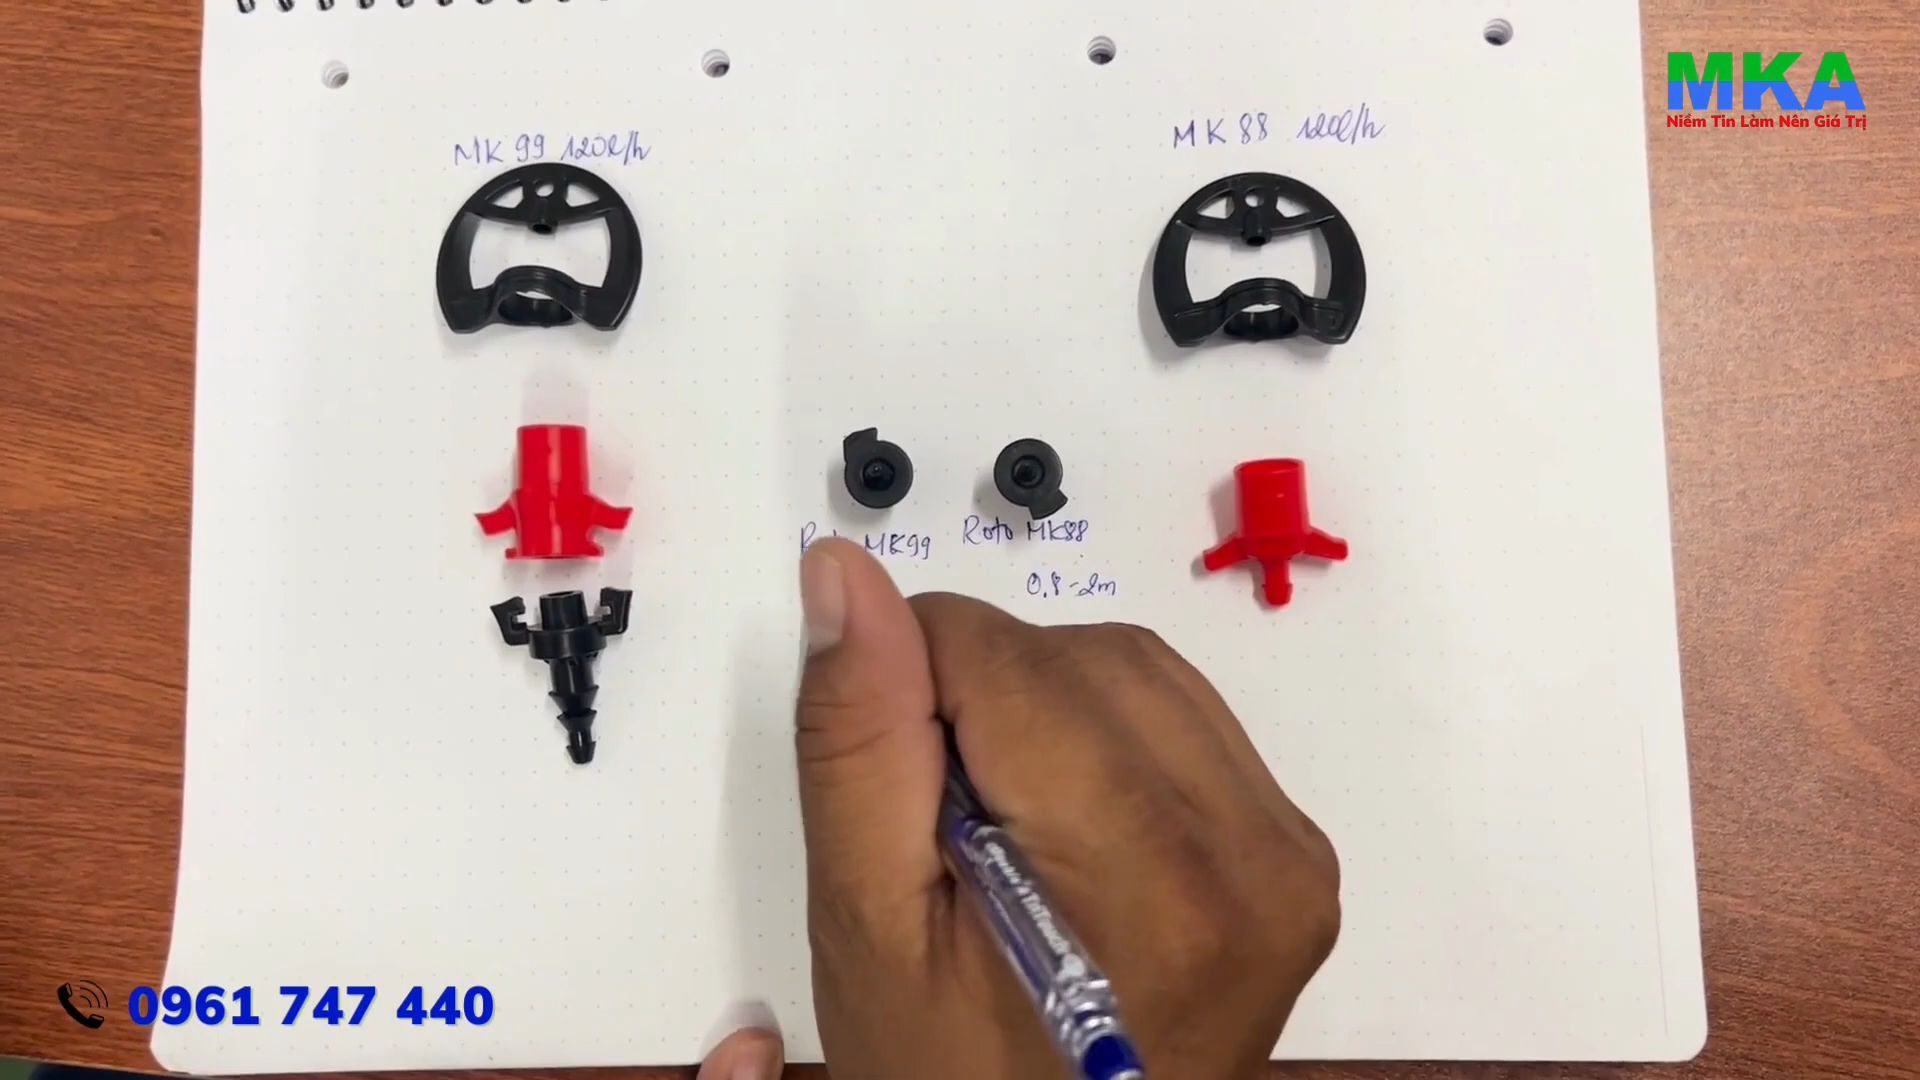 MKA
Niềm Tin Làm Nên Giá Trị
MK 99 120l/h
MK 88 120l/h
MK99
Roto MK88
0.8-2m
TriTouch
0961 747 440